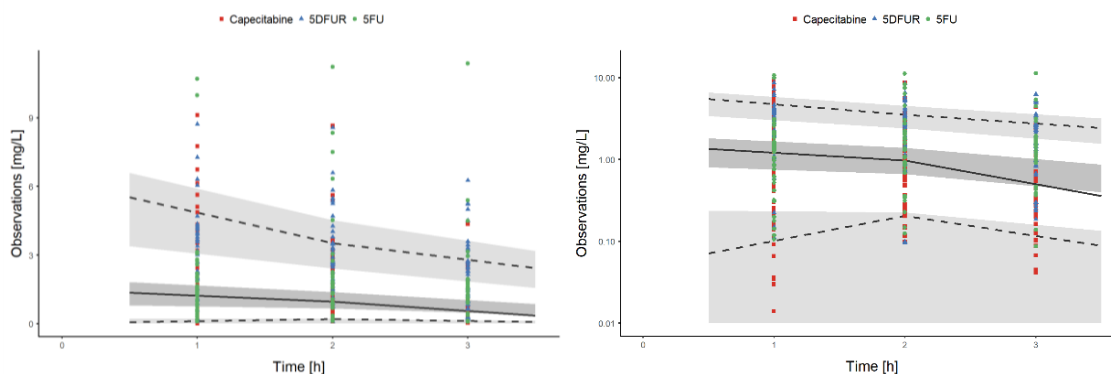 Capecitabine 5DFUR 5FU
Observations [mg/L]
9
6
3
0
0 1 2 3
Time [h]
Capecitabine 5DFUR 5FU
Observations [mg/L]
10.00
1.00
0.10
0.01
0 1 2 3
Time [h]